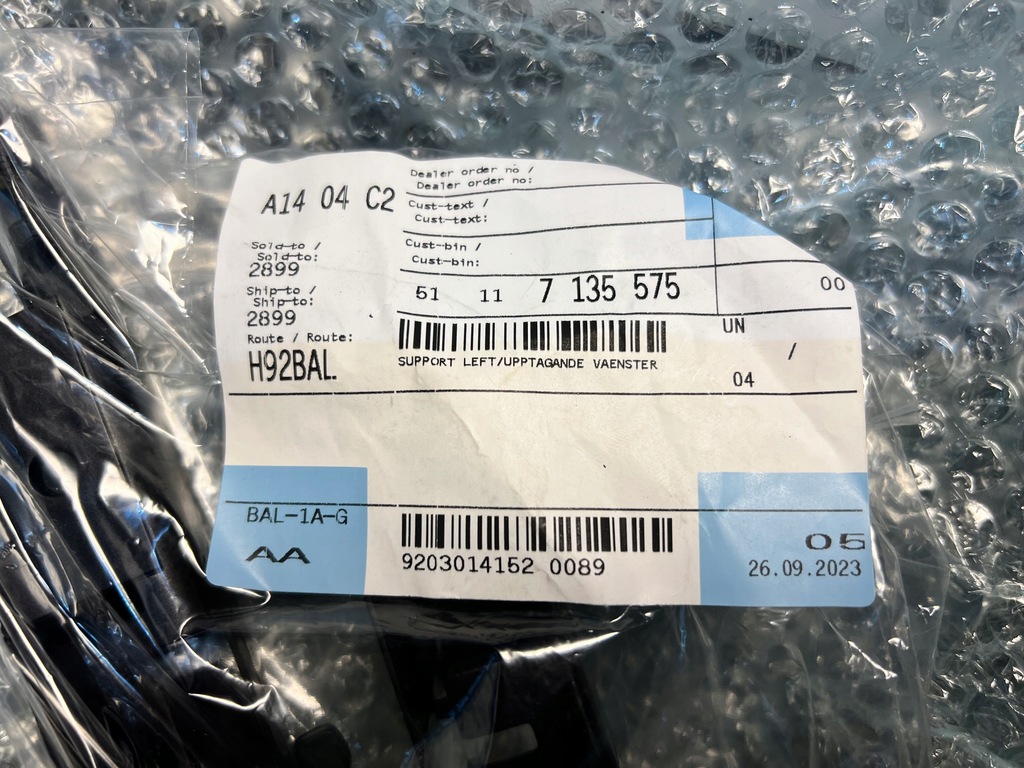 A14 04 C2
Dealer order no /
Dealer order no:
Cust-text /
Cust-text:
Cust-bin /
Cust-bin:
Sold-to /
Sold-to:
2899
Ship-to /
Ship-to:
2899
Route / Route:
H92BAL.
51 11 7 135 575
00
SUPPORT LEFT/UPPTAGANDE VAENSTER
UN
/
04
BAL-1A-G
AA
9203014152 0089
05
26.09.2023